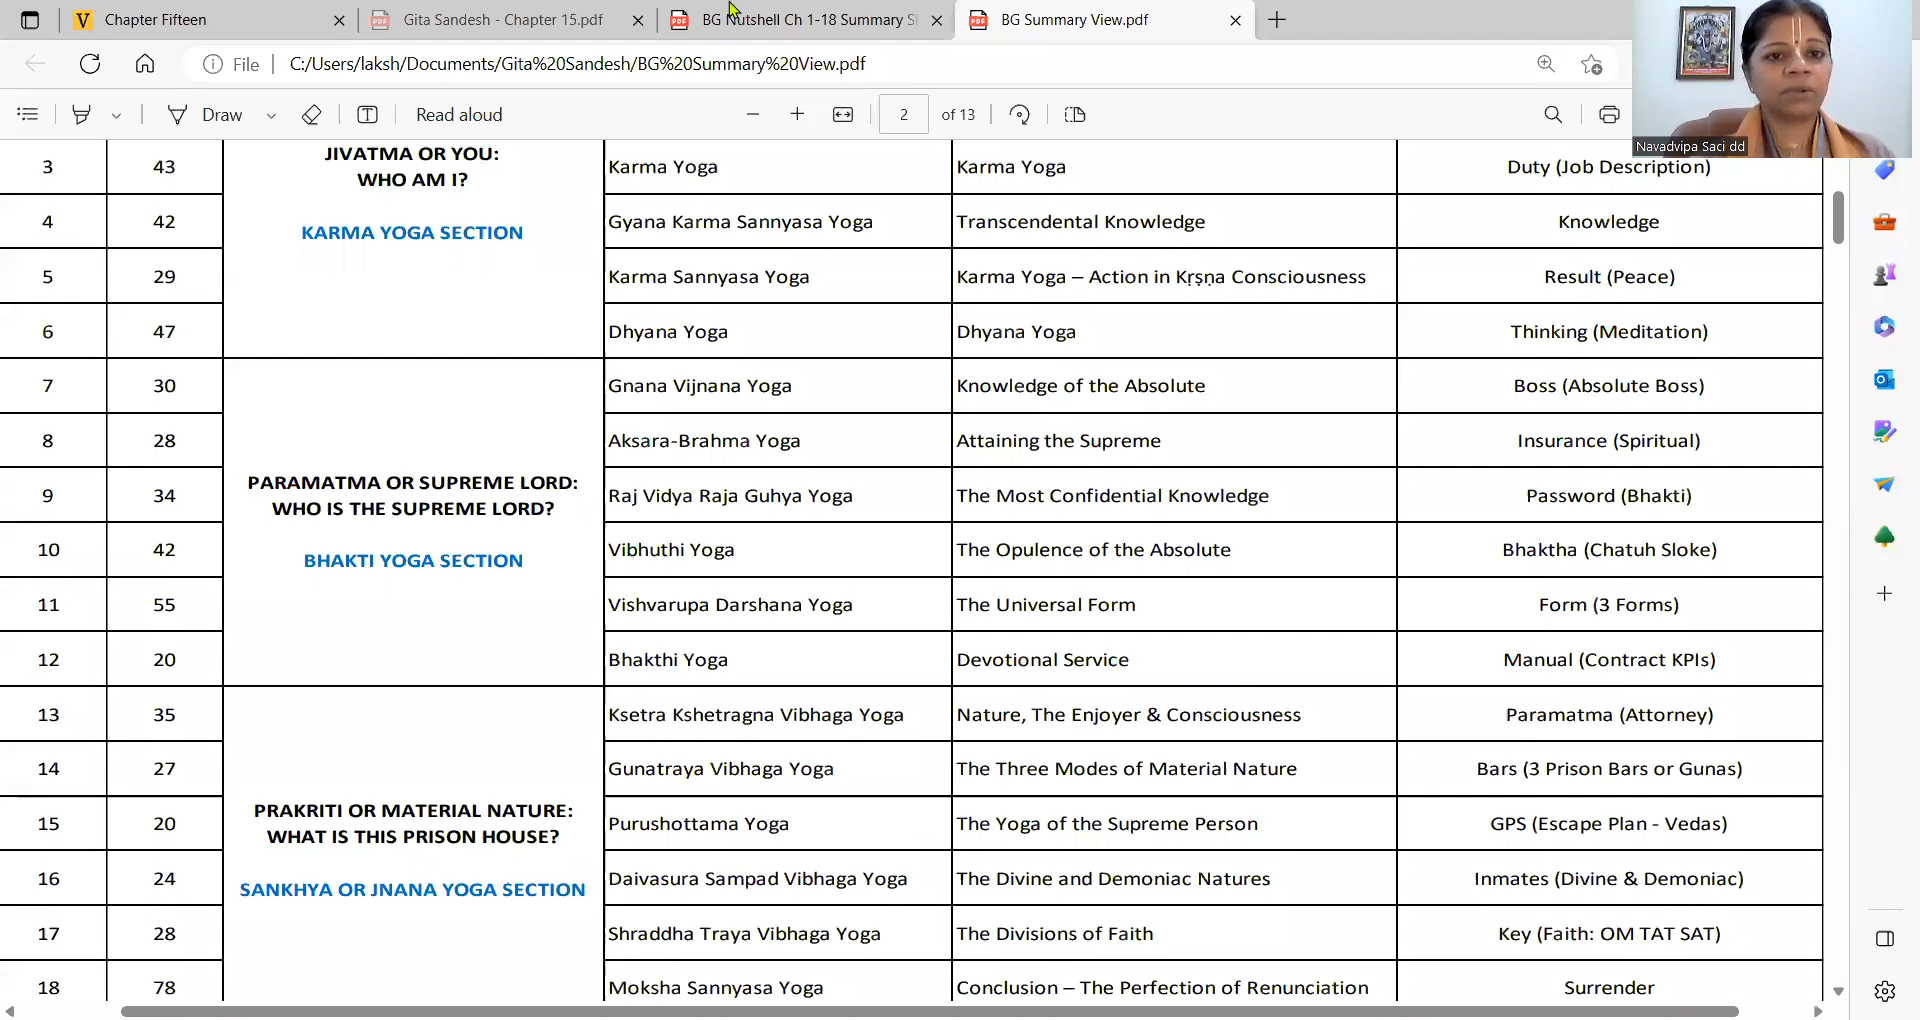 Chapter Fifteen
Gita Sandesh - Chapter 15.pdf
BG Nutshell Ch 1-18 Summary S
BG Summary View.pdf
File
C:/Users/laksh/Documents/Gita%20Sandesh/BG%20Summary%20View.pdf
Draw
Read aloud
2 of 13
Navadvipa Saci dd
3 43 Karma Yoga Karma Yoga Duty (Job Description)
JIVATMA OR YOU:
WHO AM I?
KARMA YOGA SECTION
4 42 Gyana Karma Sannyasa Yoga Transcendental Knowledge Knowledge
5 29 Karma Sannyasa Yoga Karma Yoga – Action in Kṛṣṇa Consciousness Result (Peace)
6 47 Dhyana Yoga Dhyana Yoga Thinking (Meditation)
7 30 Gnana Vijnana Yoga Knowledge of the Absolute Boss (Absolute Boss)
8 28 Aksara-Brahma Yoga Attaining the Supreme Insurance (Spiritual)
PARAMATMA OR SUPREME LORD:
WHO IS THE SUPREME LORD?
BHAKTI YOGA SECTION
9 34 Raj Vidya Raja Guhya Yoga The Most Confidential Knowledge Password (Bhakti)
10 42 Vibhuthi Yoga The Opulence of the Absolute Bhaktha (Chatuh Sloke)
11 55 Vishvarupa Darshana Yoga The Universal Form Form (3 Forms)
12 20 Bhakthi Yoga Devotional Service Manual (Contract KPIs)
13 35 Ksetra Kshetragna Vibhaga Yoga Nature, The Enjoyer & Consciousness Paramatma (Attorney)
14 27 Gunatraya Vibhaga Yoga The Three Modes of Material Nature Bars (3 Prison Bars or Gunas)
PRAKRITI OR MATERIAL NATURE:
WHAT IS THIS PRISON HOUSE?
SANKHYA OR JNANA YOGA SECTION
15 20 Purushottama Yoga The Yoga of the Supreme Person GPS (Escape Plan - Vedas)
16 24 Daivasura Sampad Vibhaga Yoga The Divine and Demoniac Natures Inmates (Divine & Demoniac)
17 28 Shraddha Traya Vibhaga Yoga The Divisions of Faith Key (Faith: OM TAT SAT)
18 78 Moksha Sannyasa Yoga Conclusion – The Perfection of Renunciation Surrender